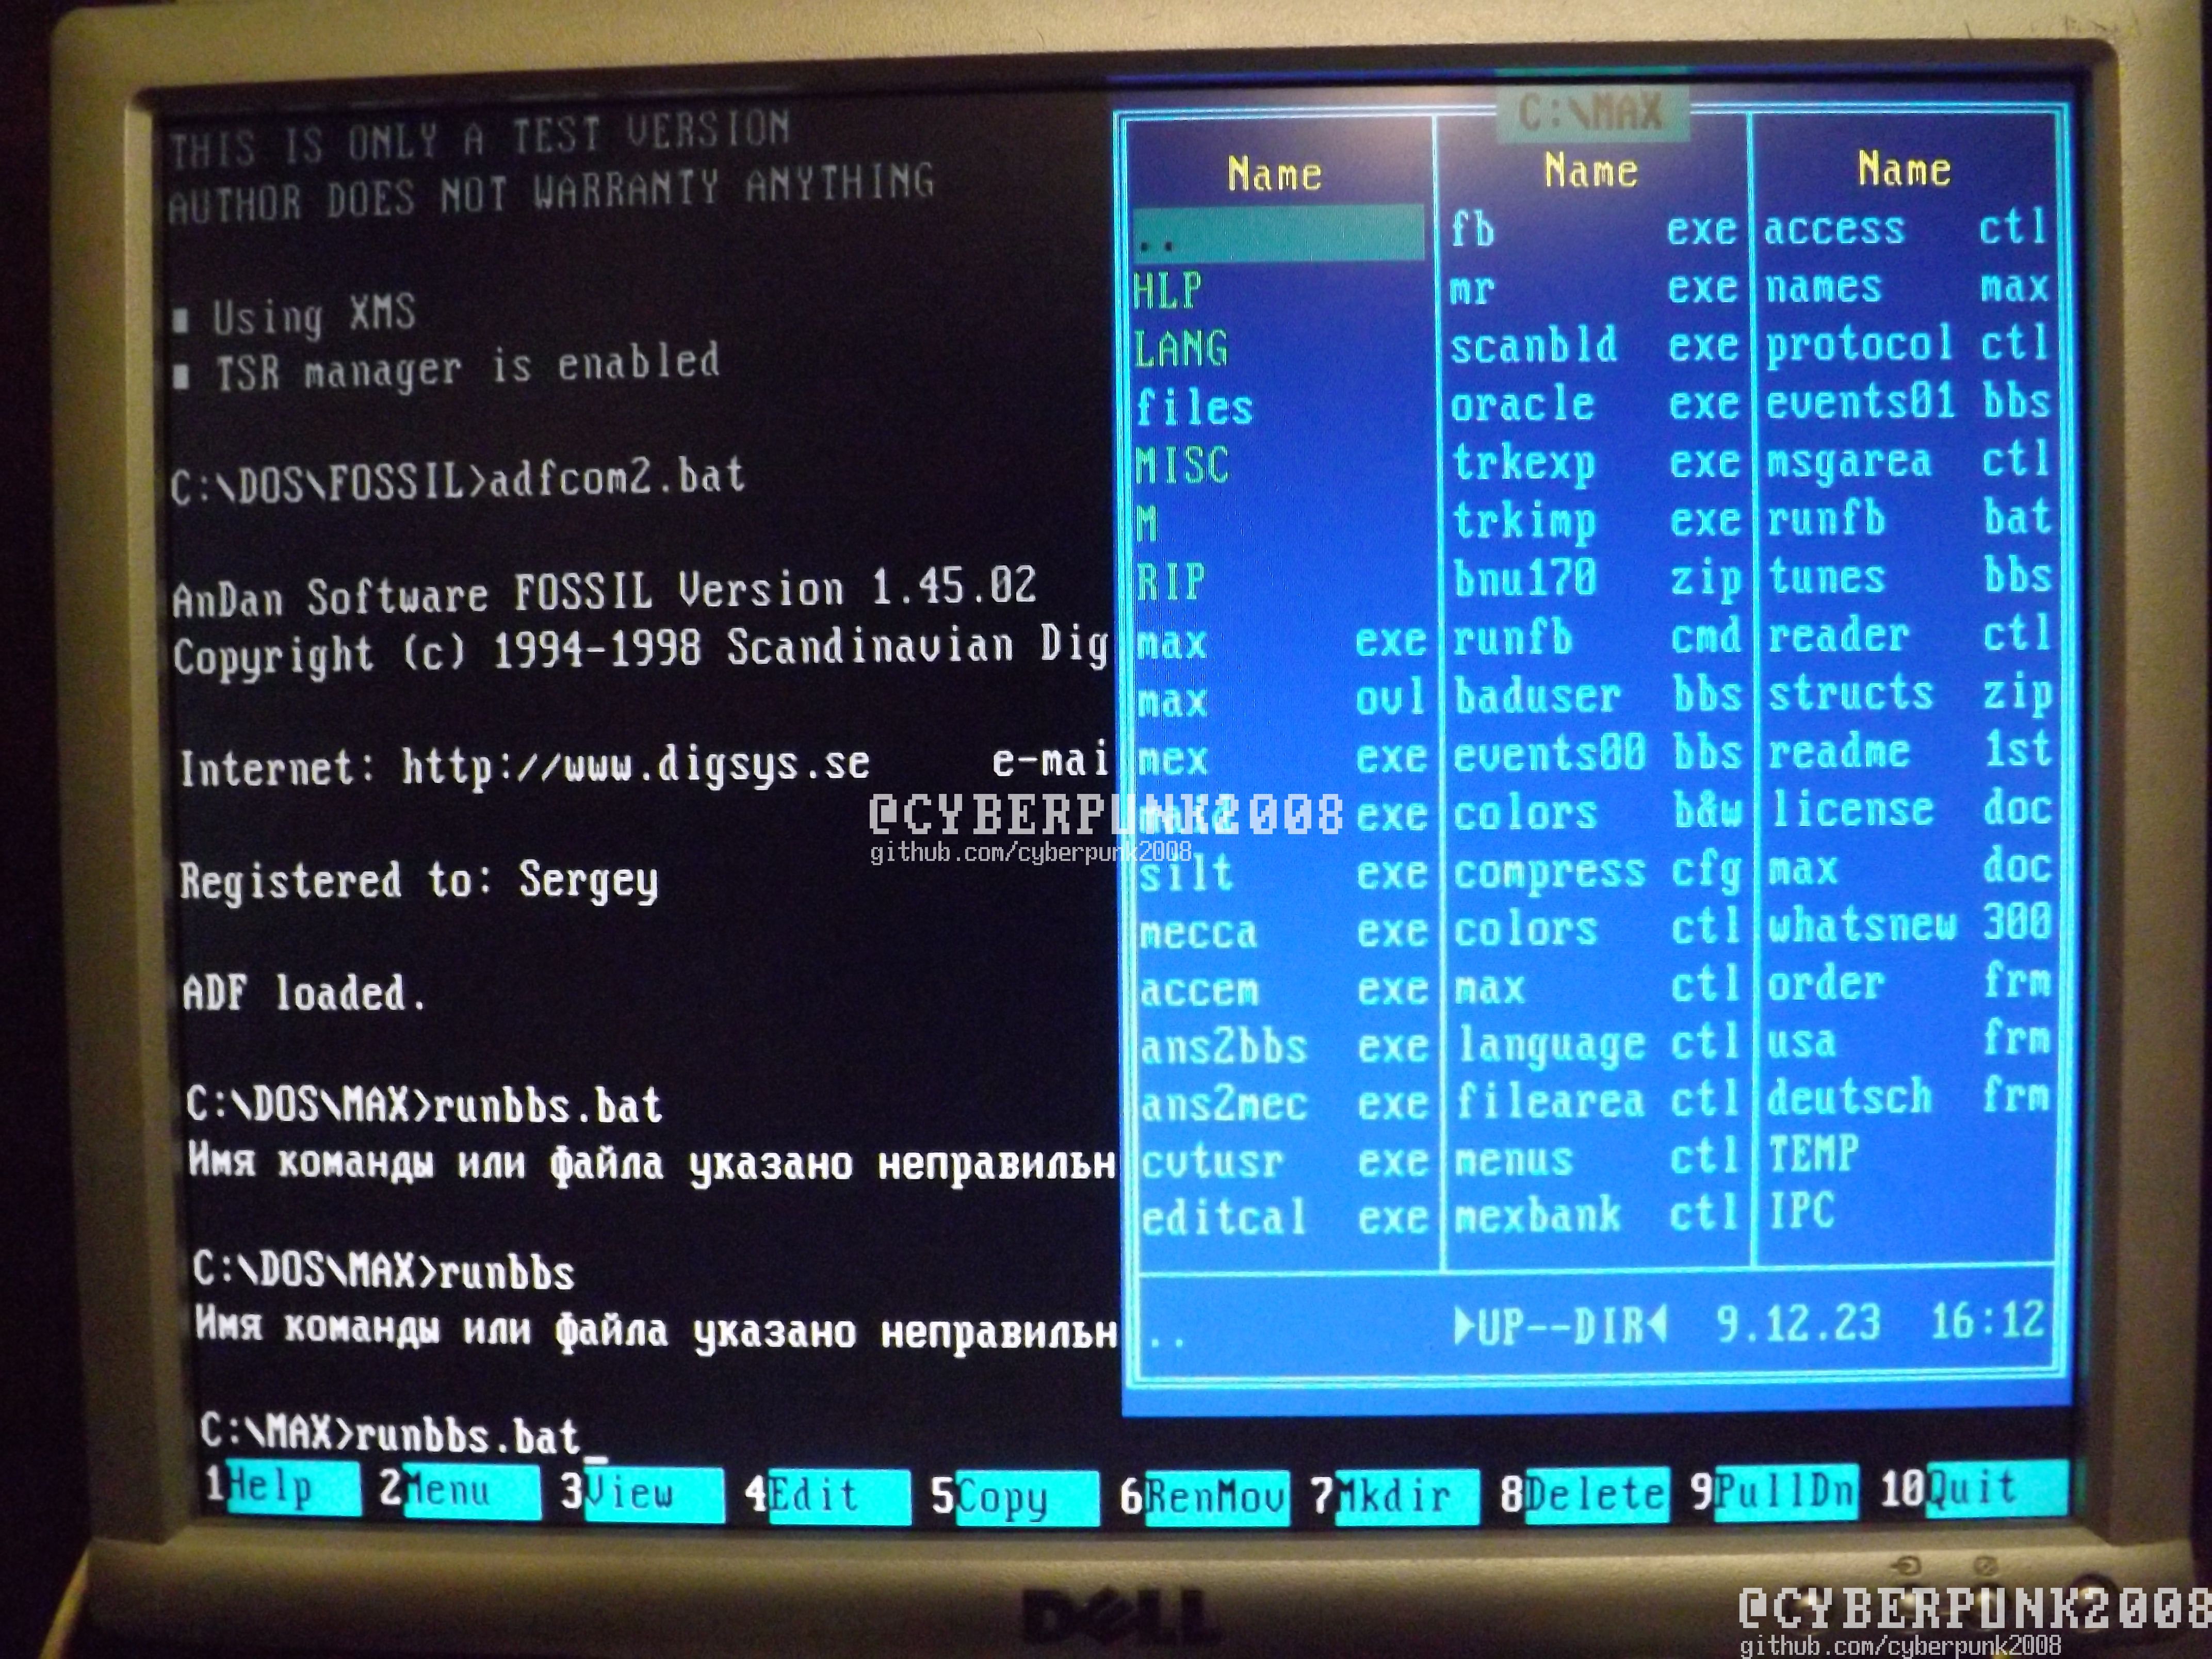 THIS IS ONLY A TEST VERSION
AUTHOR DOES NOT WARRANTY ANYTHING
■ Using XMS
■ TSR manager is enabled
C:\DOS\FOSSIL>adfcom2.bat
AnDan Software FOSSIL Version 1.45.02
Copyright (c) 1994-1998 Scandinavian Dig
Internet: http://www.digsys.se e-mai
Registered to: Sergey
ADF loaded.
C:\DOS\MAX>runbbs.bat
Имя команды или файла указано неправильн
C:\DOS\MAX>runbbs
Имя команды или файла указано неправильн
C:\MAX>runbbs.bat_
C:\MAX
Name Name Name
.. fb exe access ctl
HLP mr exe names max
LANG scanbld exe protocol ctl
files oracle exe events01 bbs
MISC trkexp exe msgarea ctl
M trkimp exe runfb bat
RIP bnu170 zip tunes bbs
max exe runfb cmd reader ctl
max ovl baduser bbs structs zip
mex exe events00 bbs readme 1st
exe colors b&w license doc
silt exe compress cfg max doc
mecca exe colors ctl whatsnew 300
accem exe max ctl order frm
ans2bbs exe language ctl usa frm
ans2mec exe filearea ctl deutsch frm
cvtusr exe menus ctl TEMP
editcal exe mexbank ctl IPC
.. ►UP--DIR◄ 9.12.23 16:12
1Help 2Menu 3View 4Edit 5Copy 6RenMov 7Mkdir 8Delete 9PullDn 10Quit
@CYBERPUNK2008
github.com/cyberpunk2008
DELL
@CYBERPUNK2008
github.com/cyberpunk2008